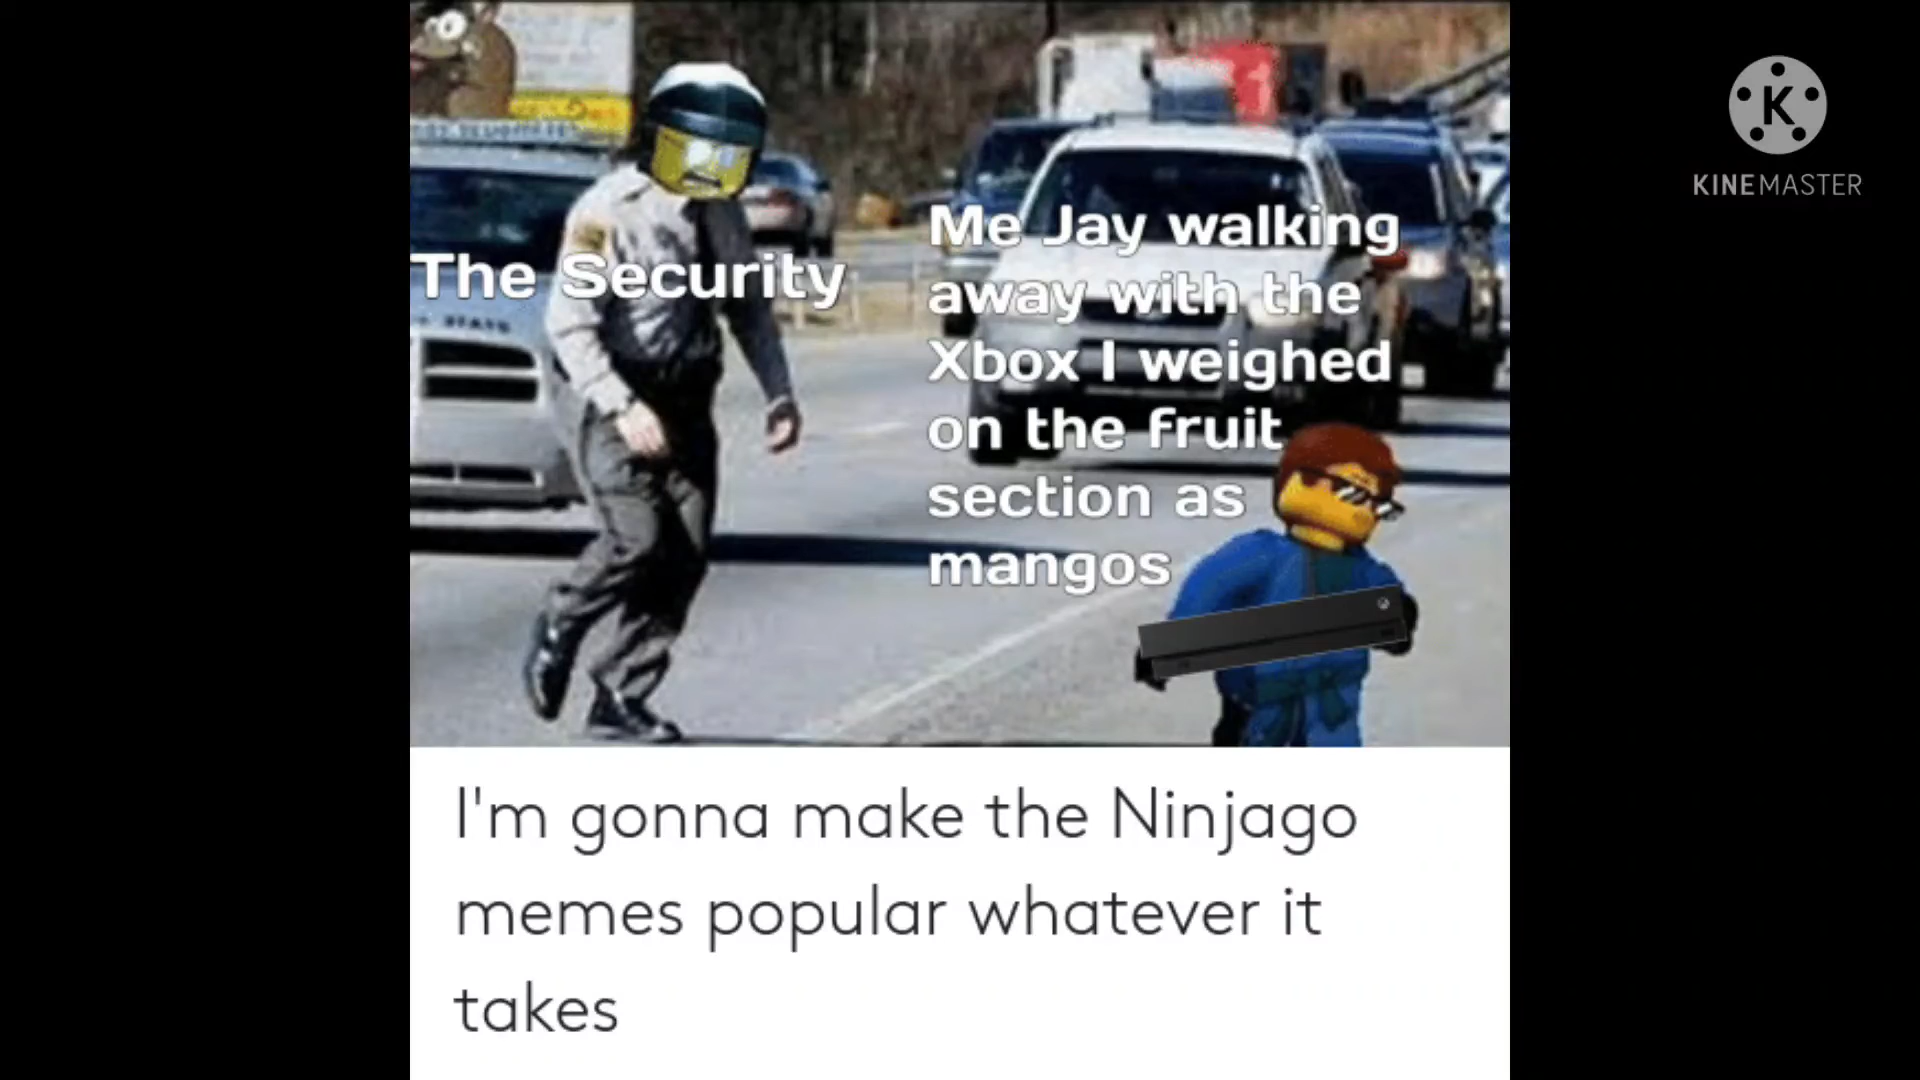 The Security
Me Jay walking
away with the
Xbox I weighed
on the fruit
section as
mangos
I'm gonna make the Ninjago
memes popular whatever it
takes
K
KINEMASTER